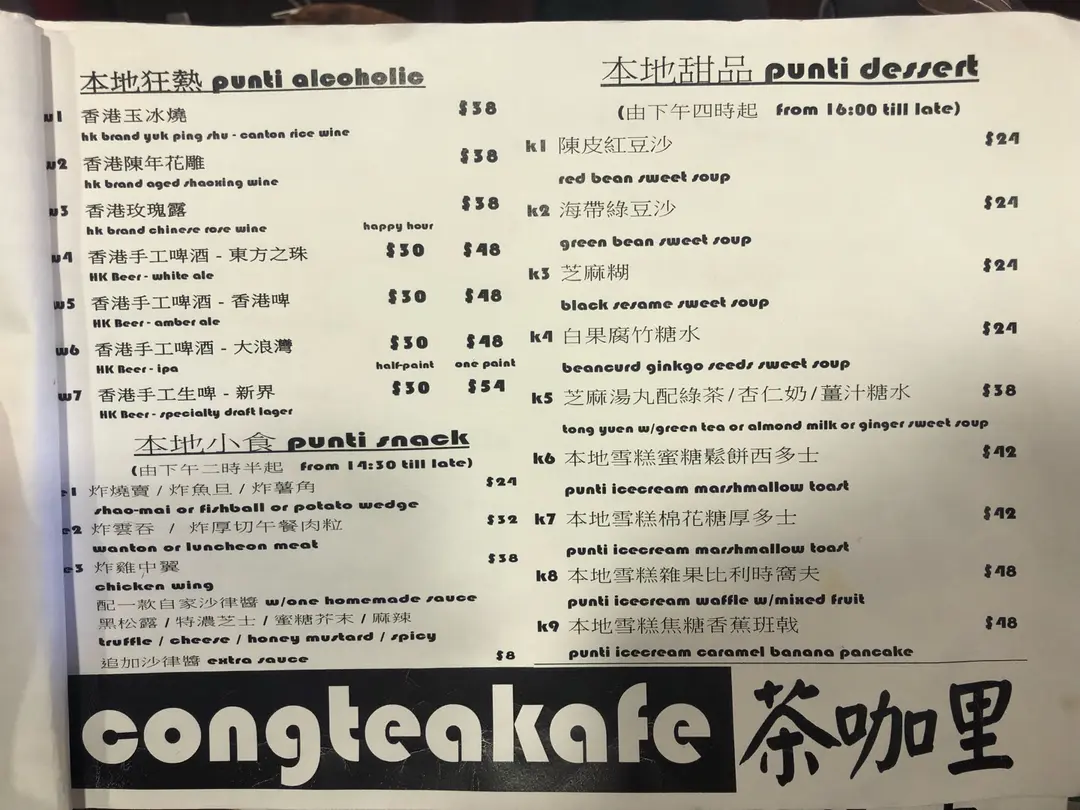 本地狂熱 punti alcoholic
w1 香港玉冰燒 $38
hk brand yuk ping shu - canton rice wine
w2 香港陳年花雕 $38
hk brand aged shaoxing wine
w3 香港玫瑰露 $38
hk brand chinese rose wine happy hour
w4 香港手工啤酒 - 東方之珠 $30 $48
HK Beer - white ale
w5 香港手工啤酒 - 香港啤 $30 $48
HK Beer - amber ale
w6 香港手工啤酒 - 大浪灣 $30 $48
HK Beer - ipa half-paint one paint
w7 香港手工生啤 - 新界 $30 $54
HK Beer - specialty draft lager
本地小食 punti snack
(由下午二時半起 from 14:30 till late)
e1 炸燒賣 / 炸魚旦 / 炸薯角 $24
shao-mai or fishball or potato wedge
e2 炸雲吞 / 炸厚切午餐肉粒 $32
wanton or luncheon meat
e3 炸雞中翼 $38
chicken wing
配一款自家沙律醬 w/one homemade sauce
黑松露 / 特濃芝士 / 蜜糖芥末 / 麻辣
truffle / cheese / honey mustard / spicy
追加沙律醬 extra sauce $8
本地甜品 punti dessert
(由下午四時起 from 16:00 till late)
k1 陳皮紅豆沙 $24
red bean sweet soup
k2 海帶綠豆沙 $24
green bean sweet soup
k3 芝麻糊 $24
black sesame sweet soup
k4 白果腐竹糖水 $24
beancurd ginkgo seeds sweet soup
k5 芝麻湯丸配綠茶/杏仁奶/薑汁糖水 $38
tong yuen w/green tea or almond milk or ginger sweet soup
k6 本地雪糕蜜糖鬆餅西多士 $42
punti icecream marshmallow toast
k7 本地雪糕棉花糖厚多士 $42
punti icecream marshmallow toast
k8 本地雪糕雜果比利時窩夫 $48
punti icecream waffle w/mixed fruit
k9 本地雪糕焦糖香蕉班戟 $48
punti icecream caramel banana pancake
congteakafe 茶咖里